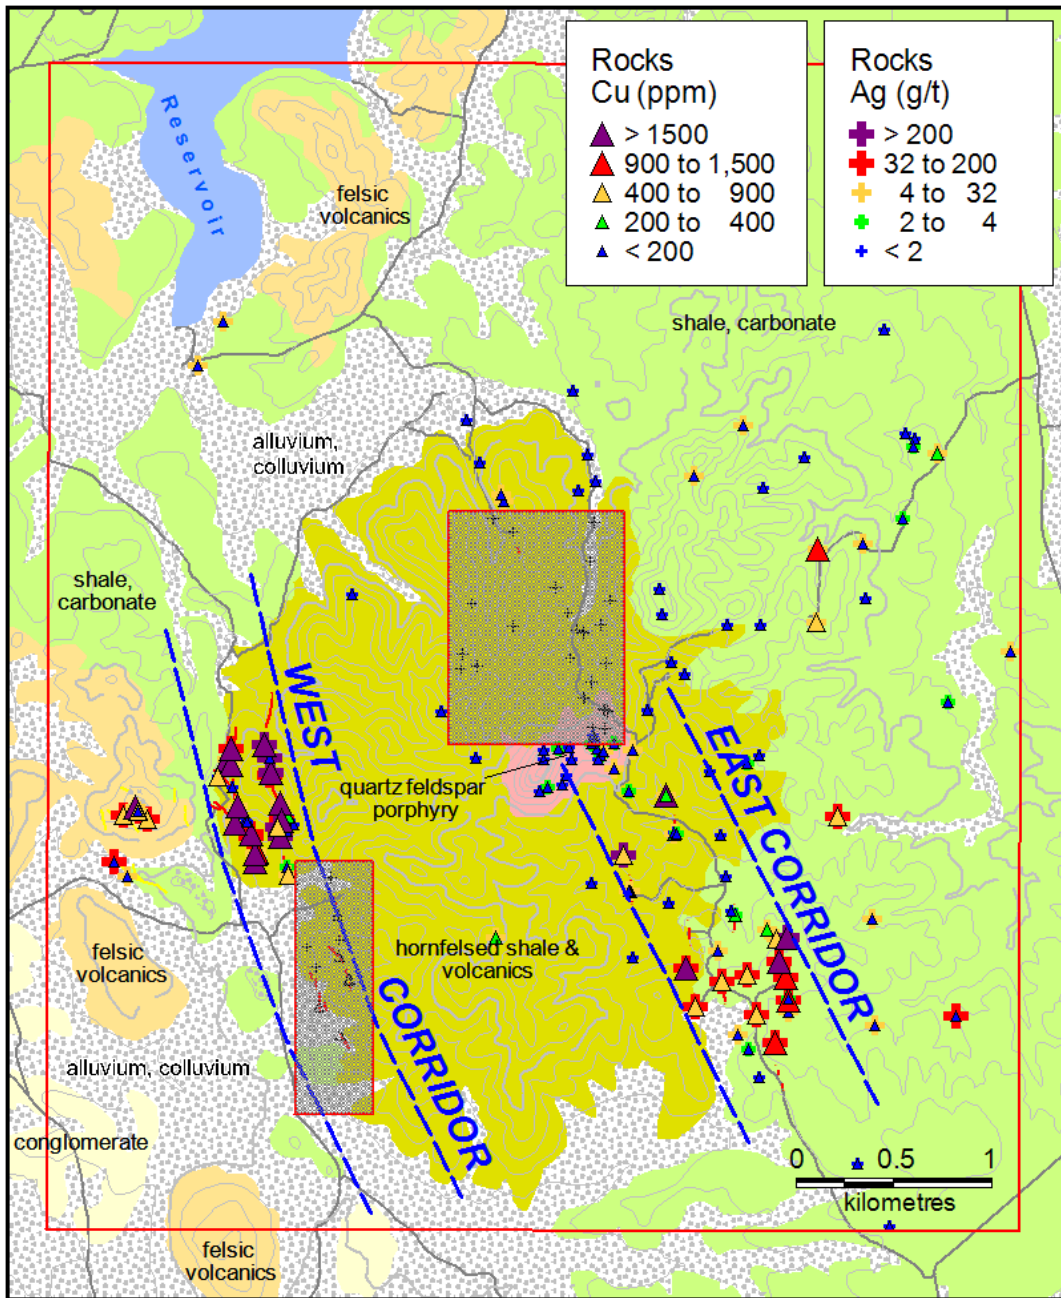 Rocks
Cu (ppm)
> 1500
900 to 1,500
400 to 900
200 to 400
< 200
Rocks
Ag (g/t)
> 200
32 to 200
4 to 32
2 to 4
< 2
Reservoir
felsic
volcanics
shale, carbonate
alluvium,
colluvium
shale,
carbonate
WEST
CORRIDOR
EAST CORRIDOR
quartz feldspar
porphyry
hornfelsed shale &
volcanics
felsic
volcanics
alluvium, colluvium
conglomerate
felsic
volcanics
0 0.5 1
kilometres